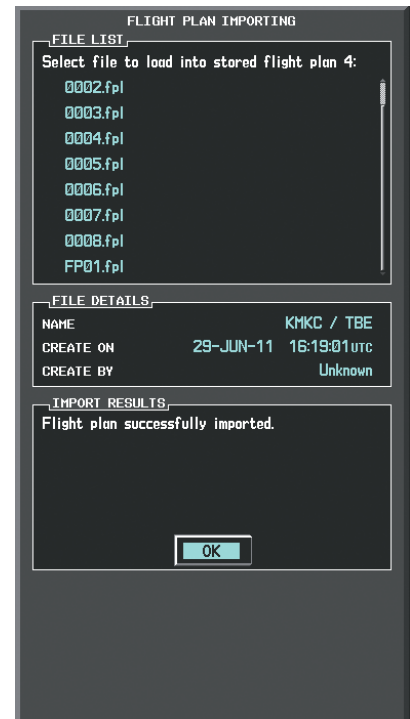 FLIGHT PLAN IMPORTING
FILE LIST
Select file to load into stored flight plan 4:
0002.fpl
0003.fpl
0004.fpl
0005.fpl
0006.fpl
0007.fpl
0008.fpl
FP01.fpl
FILE DETAILS
NAME KMKC / TBE
CREATE ON 29-JUN-11 16:19:01UTC
CREATE BY Unknown
IMPORT RESULTS
Flight plan successfully imported.
OK